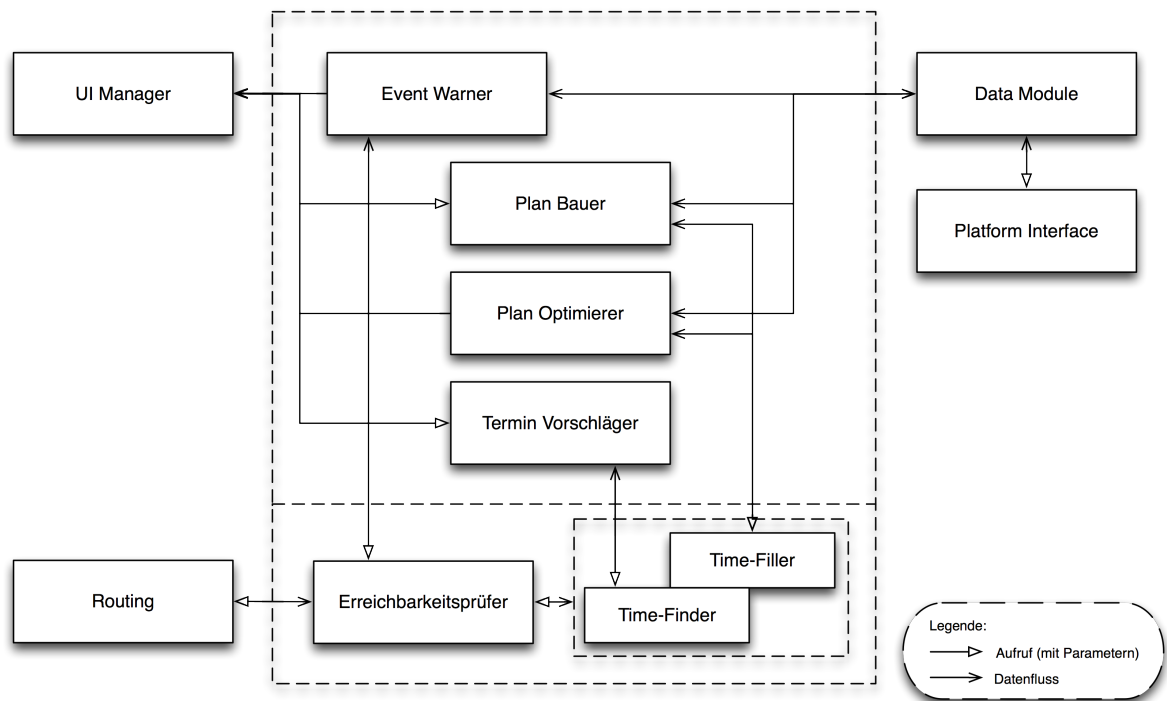 UI Manager
Event Warner
Data Module
Plan Bauer
Platform Interface
Plan Optimierer
Termin Vorschläger
Time-Filler
Routing
Erreichbarkeitsprüfer
Time-Finder
Legende:
Aufruf (mit Parametern)
Datenfluss